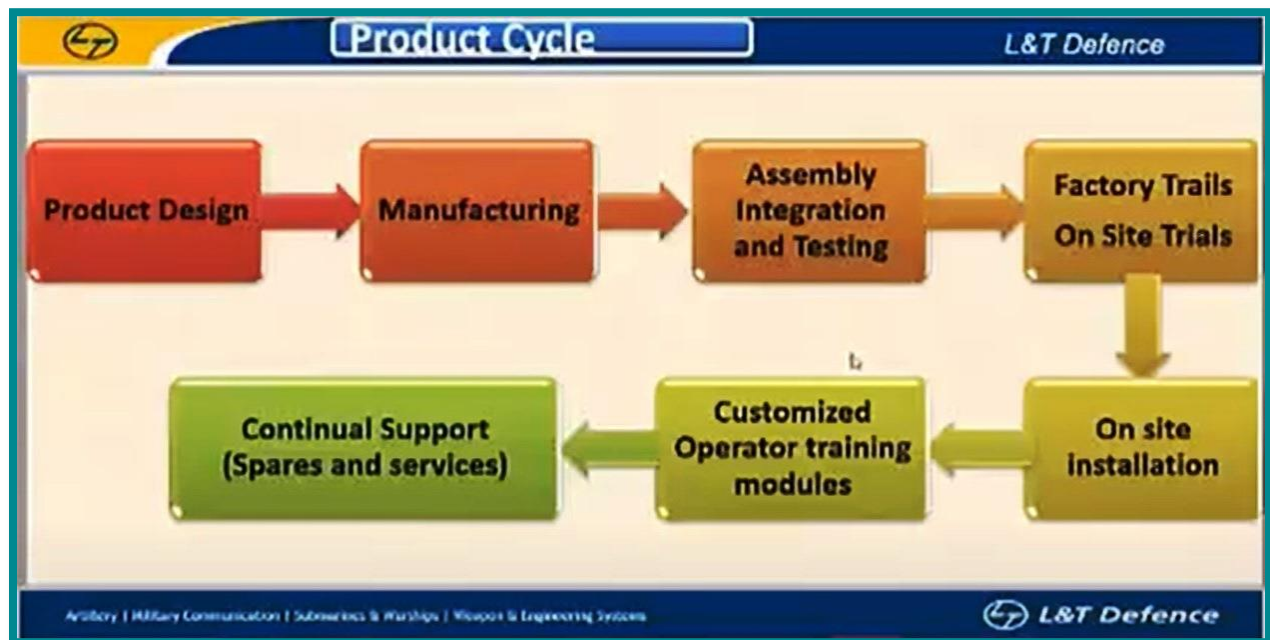 Product Cycle
L&T Defence
Product Design
Manufacturing
Assembly
Integration
and Testing
Factory Trails
On Site Trials
On site
installation
Customized
Operator training
modules
Continual Support
(Spares and services)
Artillery | Military Communication | Submarines & Warships | Weapon & Engineering Systems
L&T Defence